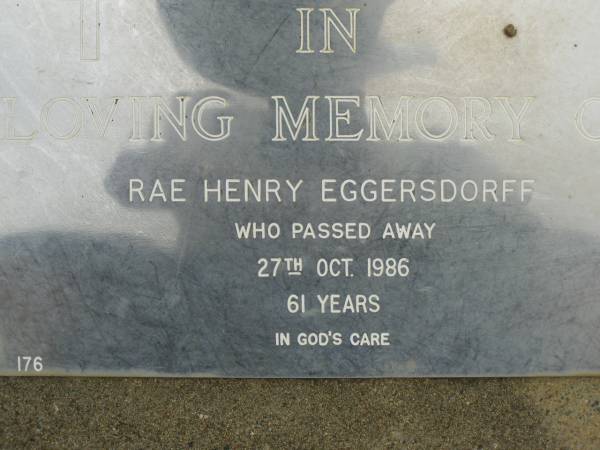 IN
LOVING MEMORY O
RAE HENRY EGGERSDORFF
WHO PASSED AWAY
27TH OCT. 1986
61 YEARS
IN GOD'S CARE
176